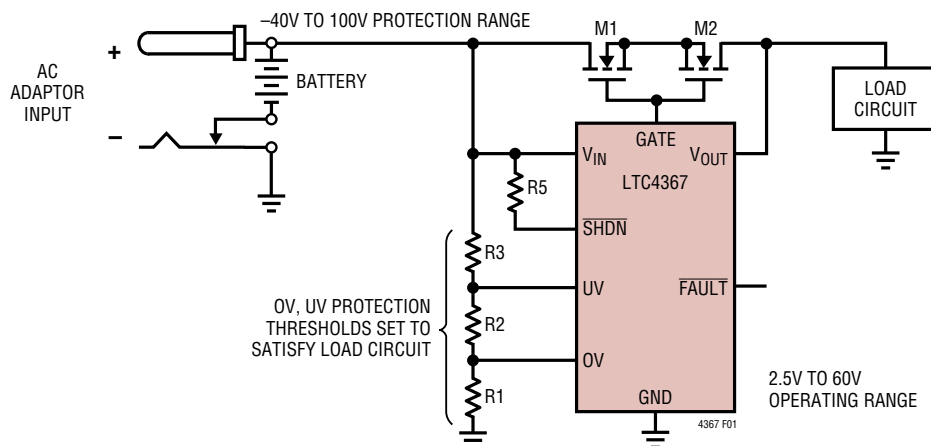 –40V TO 100V PROTECTION RANGE
M1
M2
+
AC
ADAPTOR
INPUT
–
BATTERY
LOAD
CIRCUIT
GATE
VIN
VOUT
LTC4367
R5
SHDN
R3
UV
FAULT
OV, UV PROTECTION
THRESHOLDS SET TO
SATISFY LOAD CIRCUIT
R2
OV
R1
GND
2.5V TO 60V
OPERATING RANGE
4367 F01